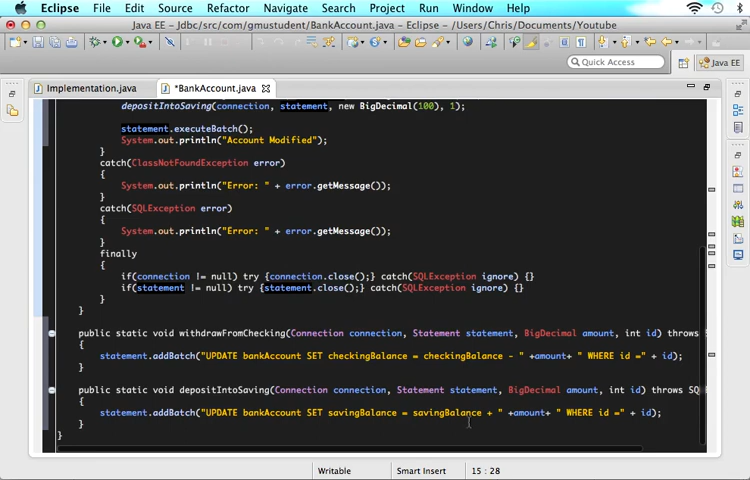 Eclipse File Edit Source Refactor Navigate Search Project Run Window Help
Java EE - Jdbc/src/com/gmustudent/BankAccount.java - Eclipse - /Users/Chris/Documents/Youtube
Quick Access
Java EE
Implementation.java *BankAccount.java
depositIntoSaving(connection, statement, new BigDecimal(100), 1);
statement.executeBatch();
System.out.println("Account Modified");
}
catch(ClassNotFoundException error)
{
System.out.println("Error: " + error.getMessage());
}
catch(SQLException error)
{
System.out.println("Error: " + error.getMessage());
}
finally
{
if(connection != null) try {connection.close();} catch(SQLException ignore) {}
if(statement != null) try {statement.close();} catch(SQLException ignore) {}
}
}
public static void withdrawFromChecking(Connection connection, Statement statement, BigDecimal amount, int id) throws S
{
statement.addBatch("UPDATE bankAccount SET checkingBalance = checkingBalance - " +amount+ " WHERE id =" + id);
}
public static void depositIntoSaving(Connection connection, Statement statement, BigDecimal amount, int id) throws SQ
{
statement.addBatch("UPDATE bankAccount SET savingBalance = savingBalance + " +amount+ " WHERE id =" + id);
}
}
Writable Smart Insert 15 : 28